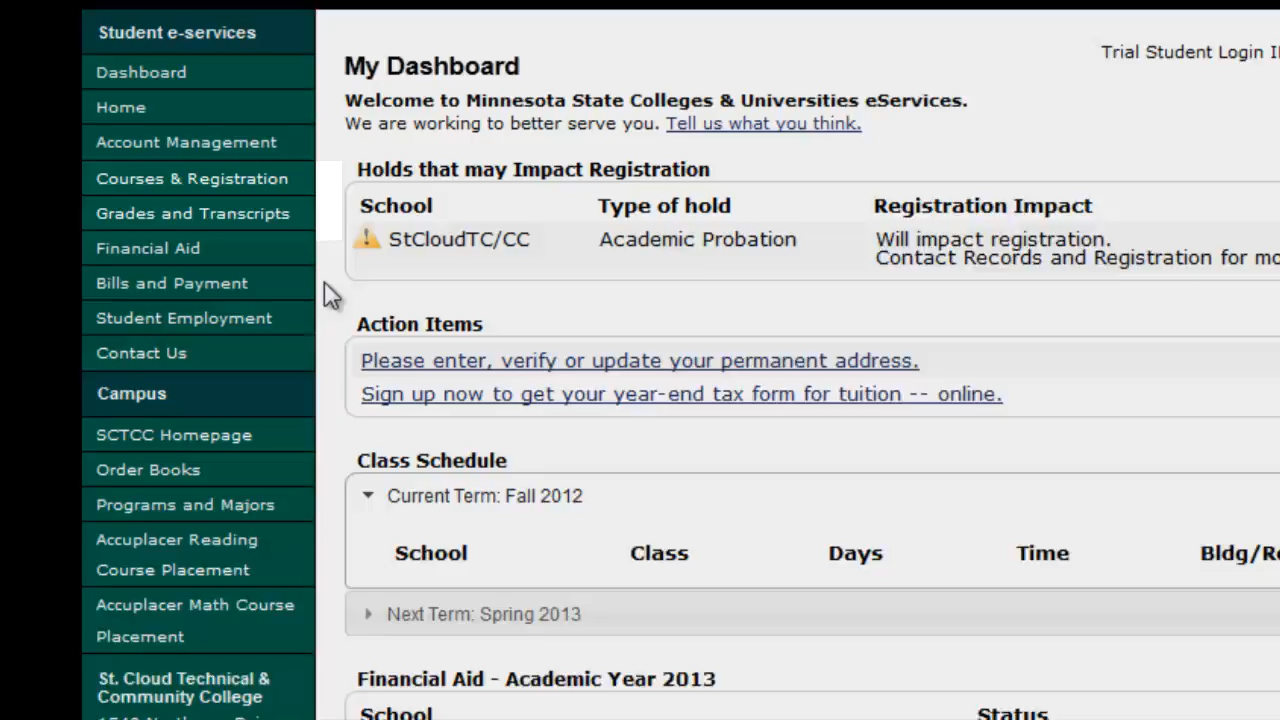 Student e-services
Dashboard
Home
Account Management
Courses & Registration
Grades and Transcripts
Financial Aid
Bills and Payment
Student Employment
Contact Us
Campus
SCTCC Homepage
Order Books
Programs and Majors
Accuplacer Reading
Course Placement
Accuplacer Math Course
Placement
St. Cloud Technical &
Community College
Trial Student Login
My Dashboard
Welcome to Minnesota State Colleges & Universities eServices.
We are working to better serve you. Tell us what you think.
Holds that may Impact Registration
School Type of hold Registration Impact
StCloudTC/CC Academic Probation Will impact registration.
Contact Records and Registration for
Action Items
Please enter, verify or update your permanent address.
Sign up now to get your year-end tax form for tuition -- online.
Class Schedule
Current Term: Fall 2012
School Class Days Time Bldg/R
Next Term: Spring 2013
Financial Aid - Academic Year 2013
School Status